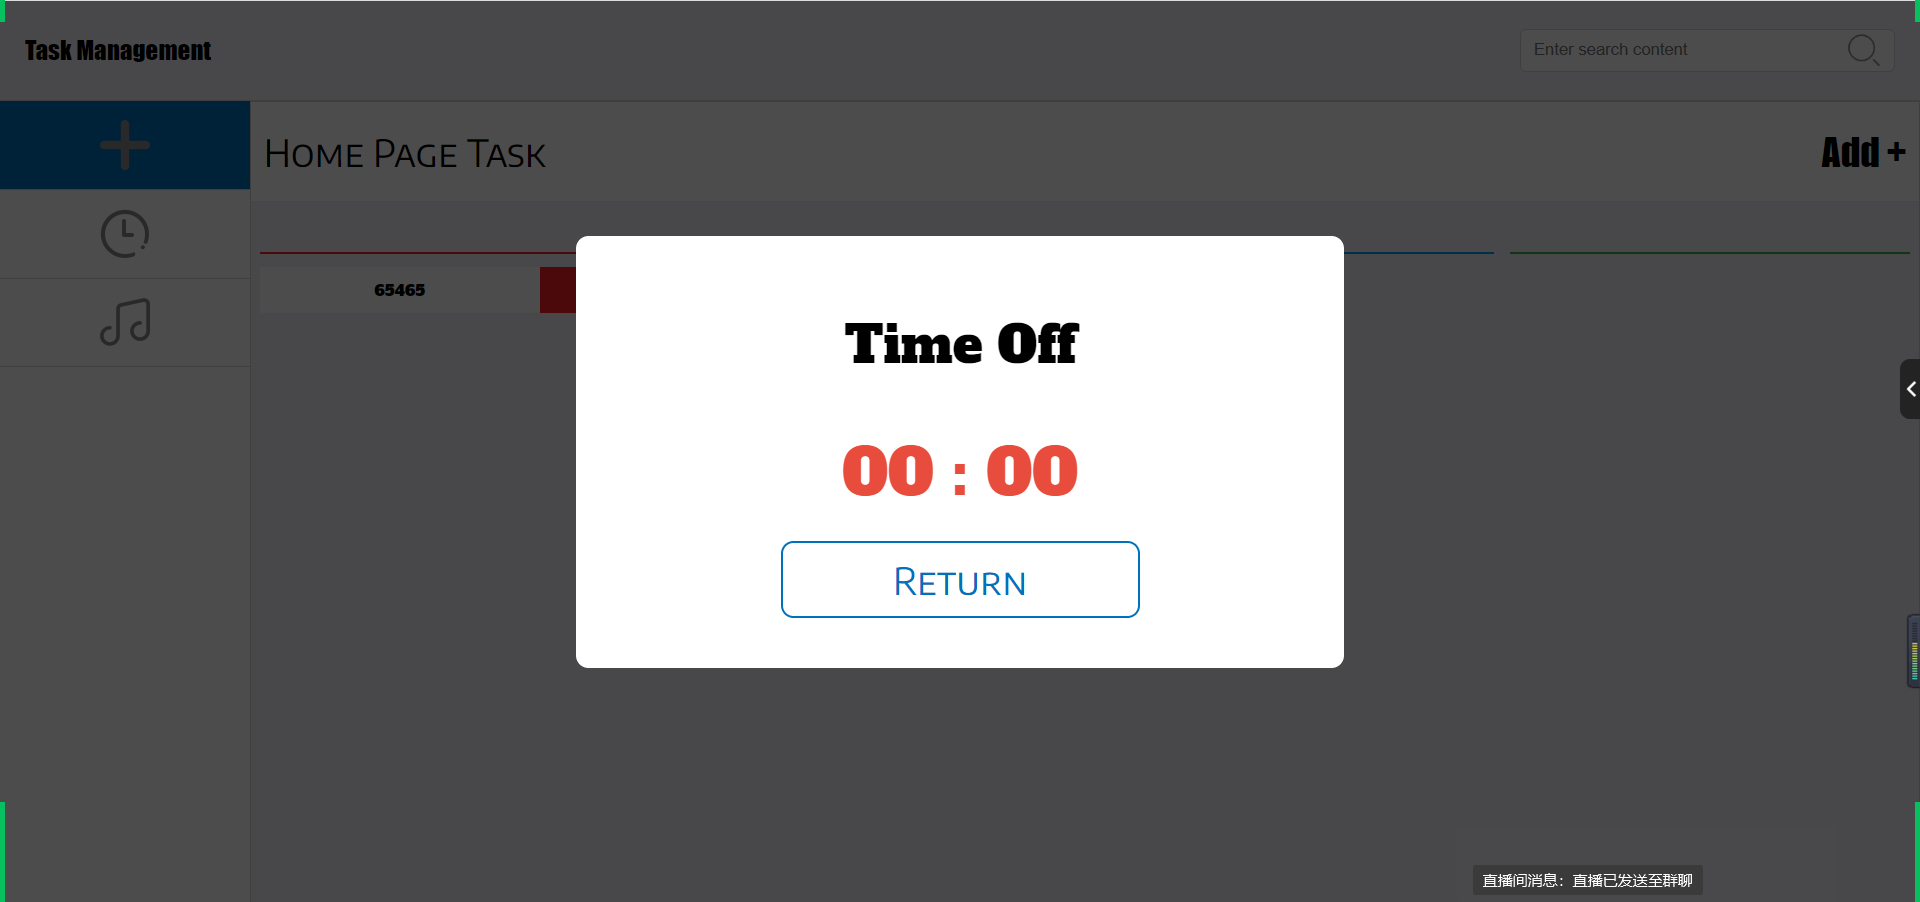 Task Management
Enter search content
Home Page Task
Add +
65465
Time Off
00 : 00
Return
直播间消息：直播已发送至群聊